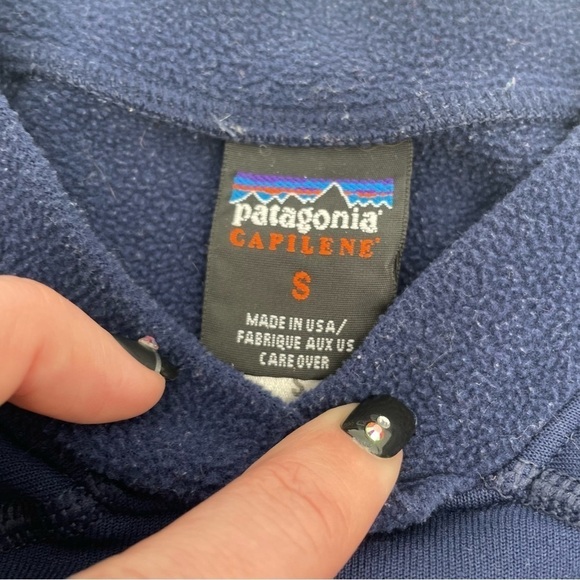 patagonia®
CAPILENE®
S
MADE IN USA/
FABRIQUE AUX US
CARE OVER